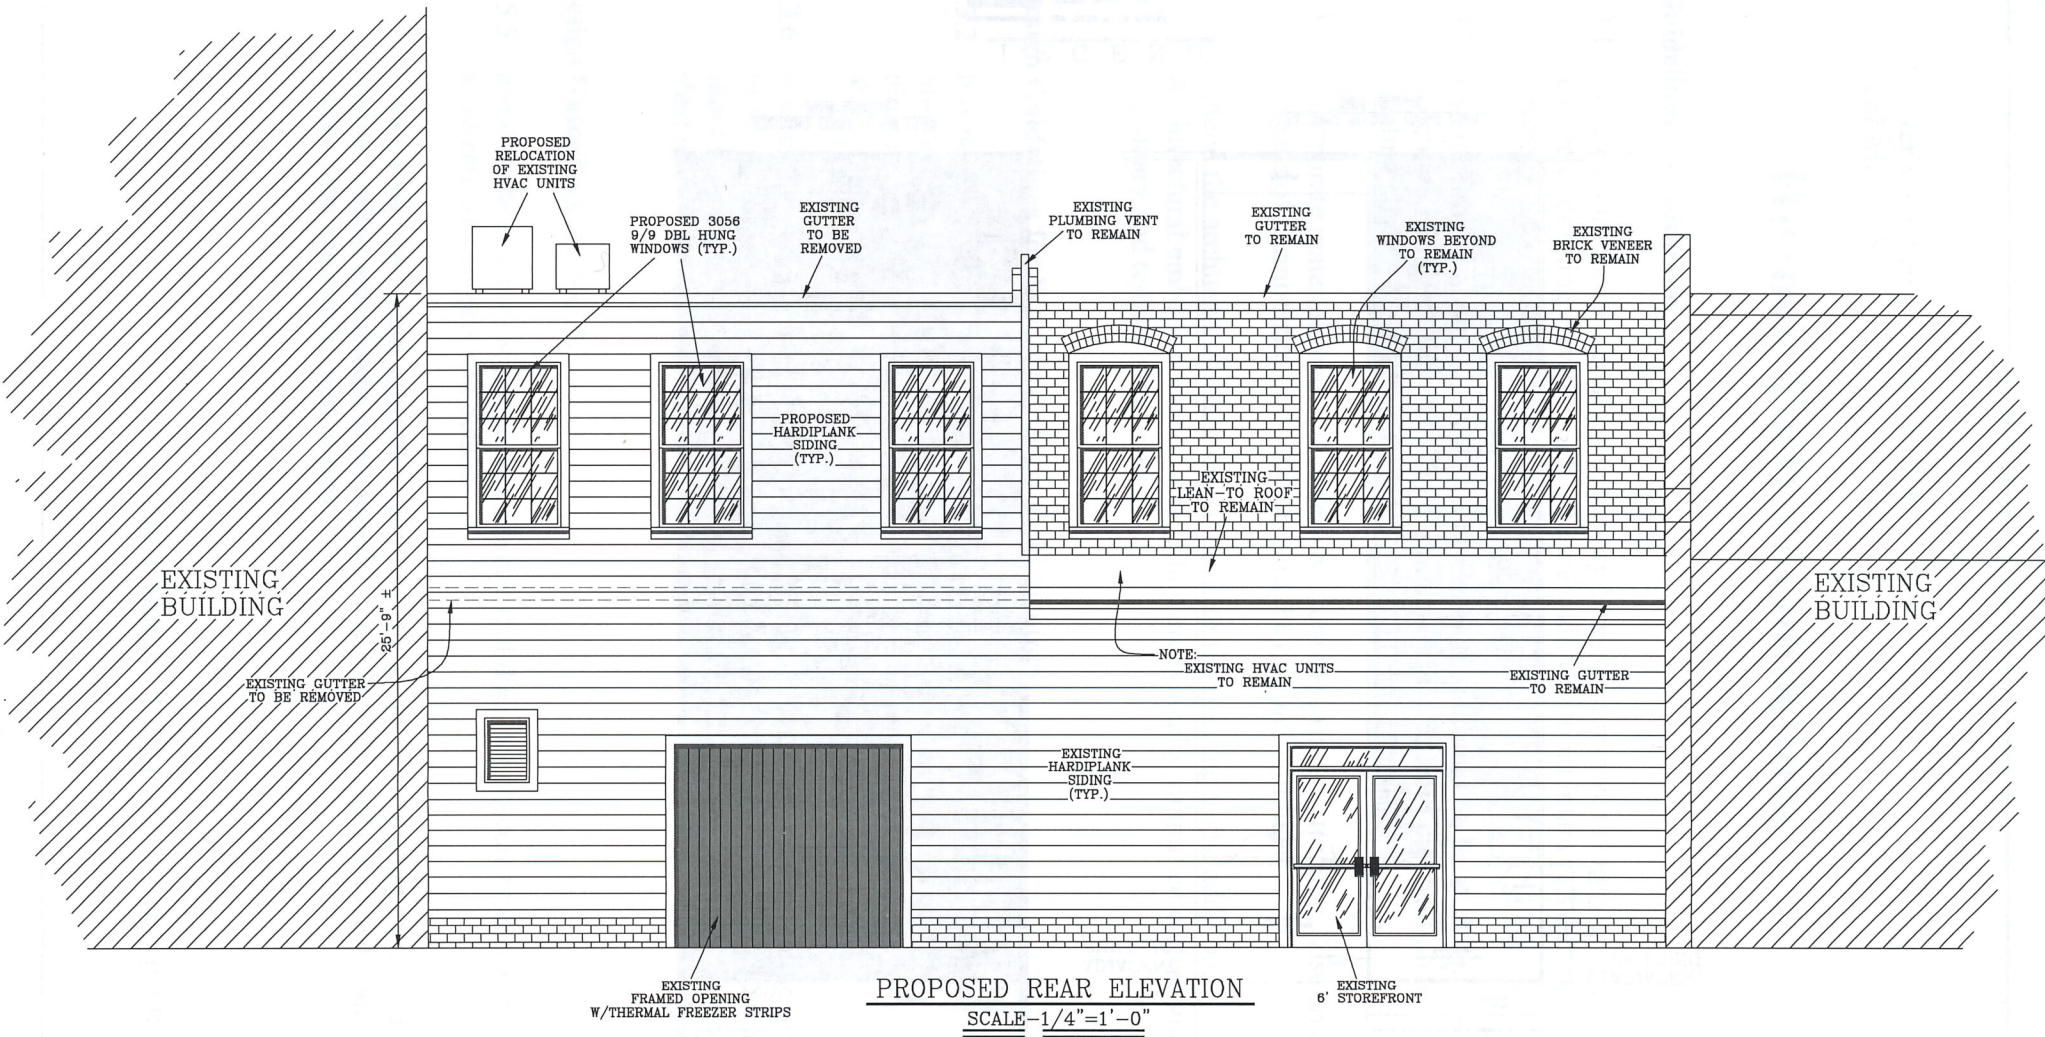 PROPOSED
RELOCATION
OF EXISTING
HVAC UNITS
PROPOSED 3056
9/9 DBL HUNG
WINDOWS (TYP.)
EXISTING
GUTTER
TO BE
REMOVED
EXISTING
PLUMBING VENT
TO REMAIN
EXISTING
GUTTER
TO REMAIN
EXISTING
WINDOWS BEYOND
TO REMAIN
(TYP.)
EXISTING
BRICK VENEER
TO REMAIN
PROPOSED
HARDIPLANK
SIDING
(TYP.)
EXISTING
LEAN-TO ROOF
TO REMAIN
EXISTING
BUILDING
25'-9" ±
EXISTING
BUILDING
EXISTING GUTTER
TO BE REMOVED
NOTE:
EXISTING HVAC UNITS
TO REMAIN
EXISTING GUTTER
TO REMAIN
EXISTING
HARDIPLANK
SIDING
(TYP.)
EXISTING
FRAMED OPENING
W/THERMAL FREEZER STRIPS
EXISTING
6' STOREFRONT
PROPOSED REAR ELEVATION
SCALE-1/4"=1'-0"